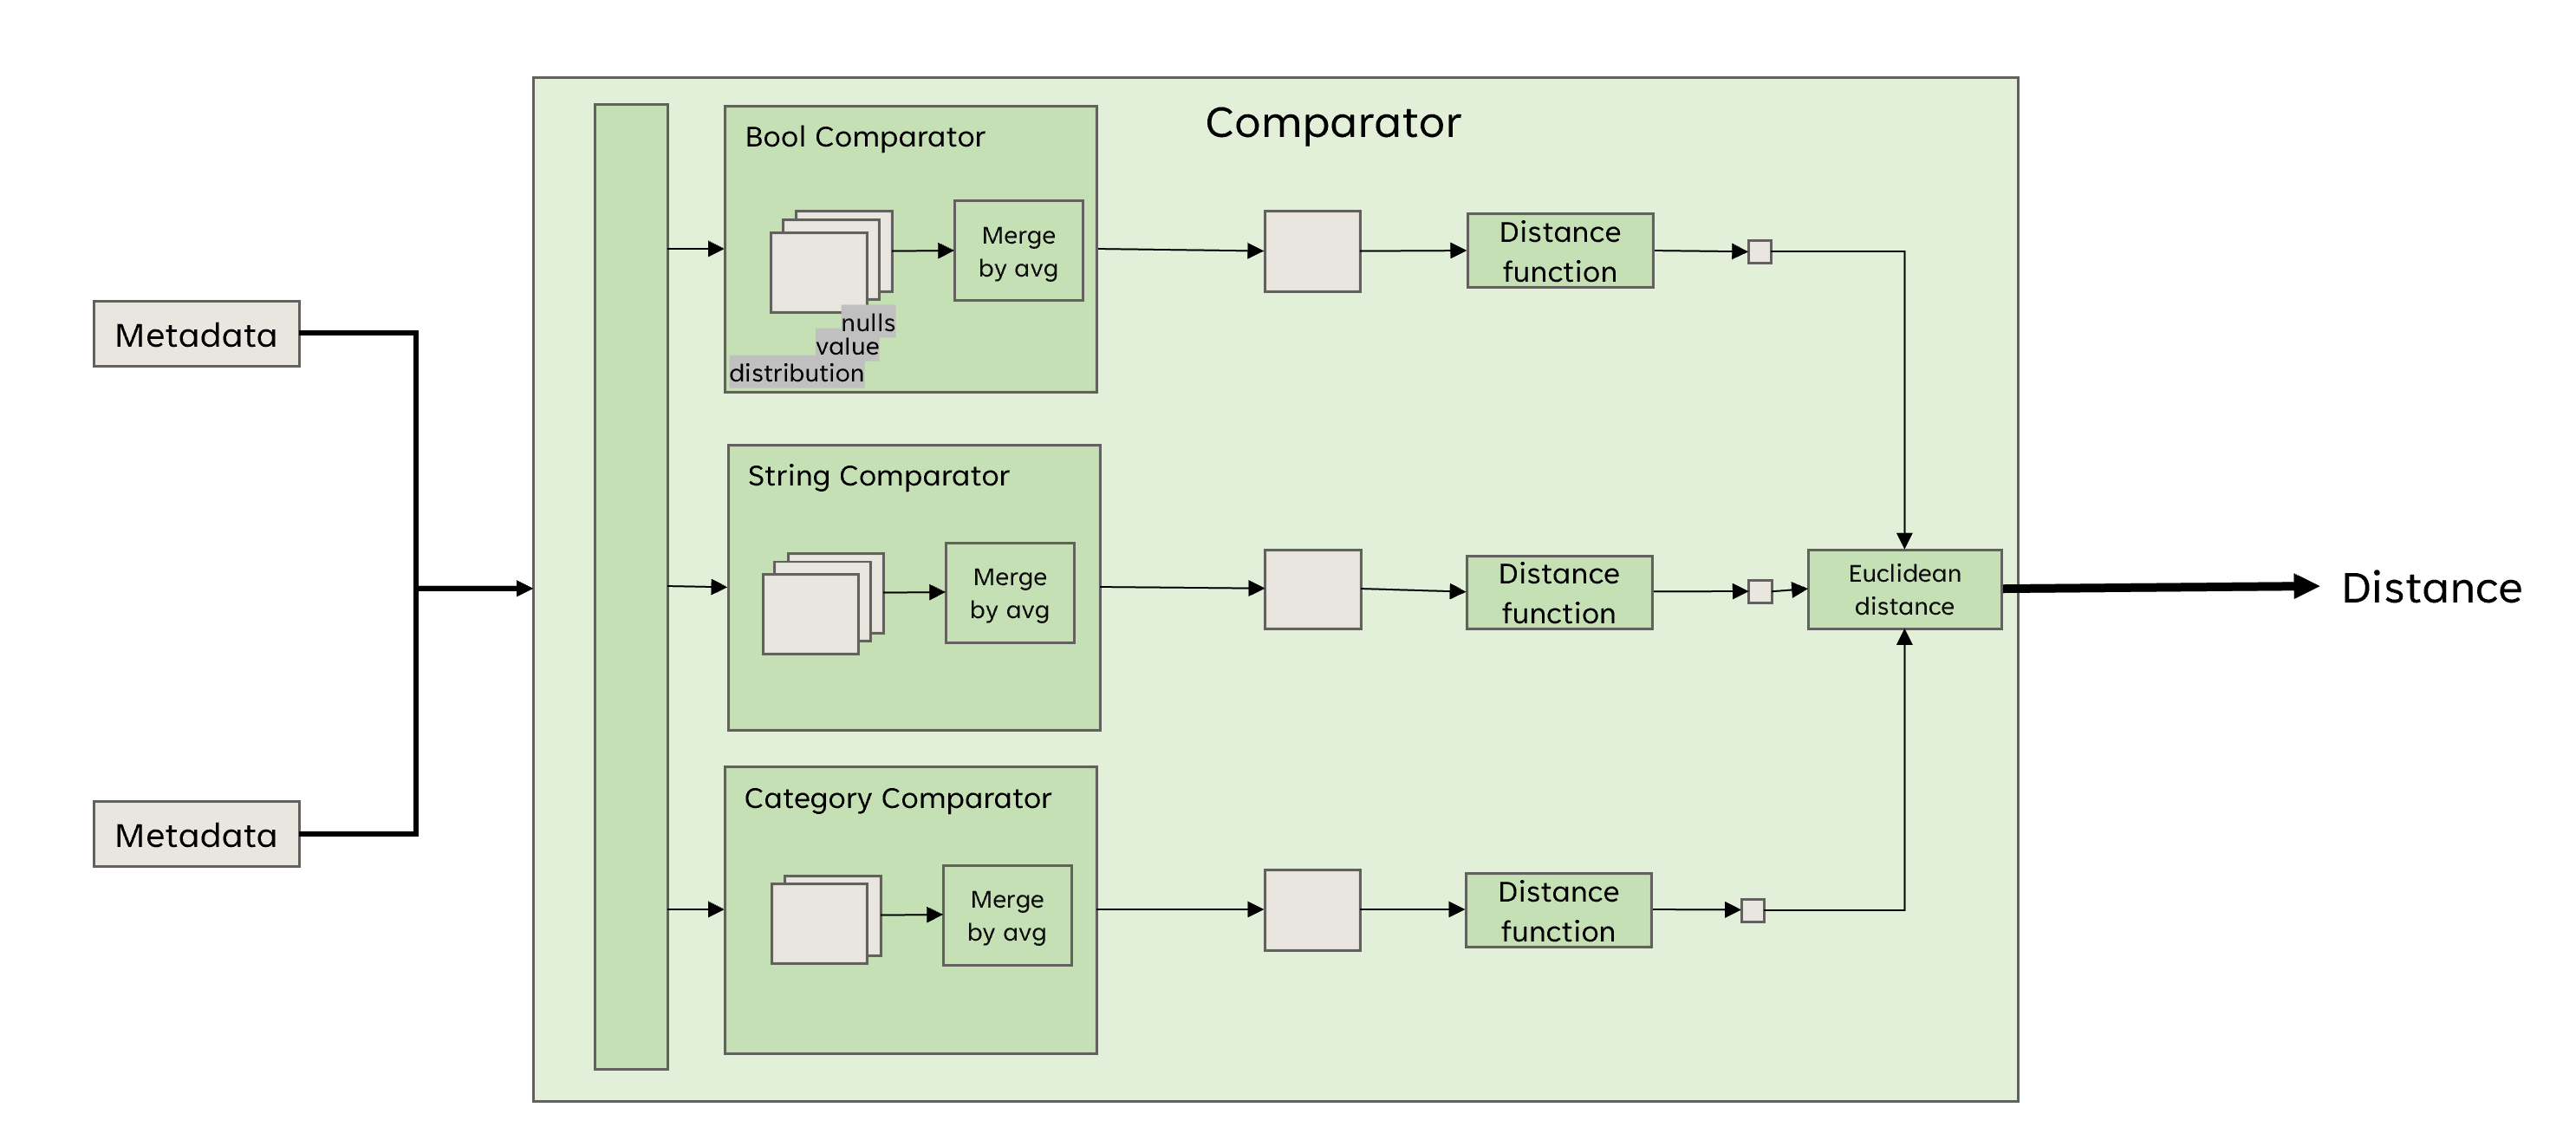 Comparator
Bool Comparator
Merge
by avg
nulls
value
distribution
Distance
function
Metadata
String Comparator
Merge
by avg
Distance
function
Euclidean
distance
Distance
Category Comparator
Metadata
Merge
by avg
Distance
function